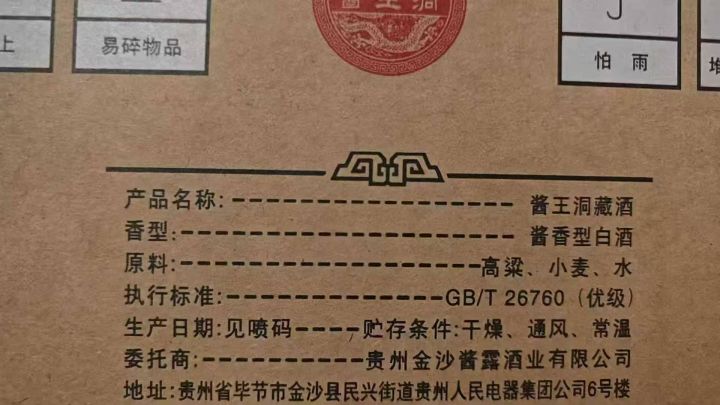 上
易碎物品
酱王洞
怕雨
堆
产品名称:---------------酱王洞藏酒
香型:------------------酱香型白酒
原料:----------------高粱、小麦、水
执行标准:------------GB/T 26760（优级）
生产日期:见喷码----贮存条件:干燥、通风、常温
委托商:---------贵州金沙酱露酒业有限公司
地址:贵州省毕节市金沙县民兴街道贵州人民电器集团公司6号楼